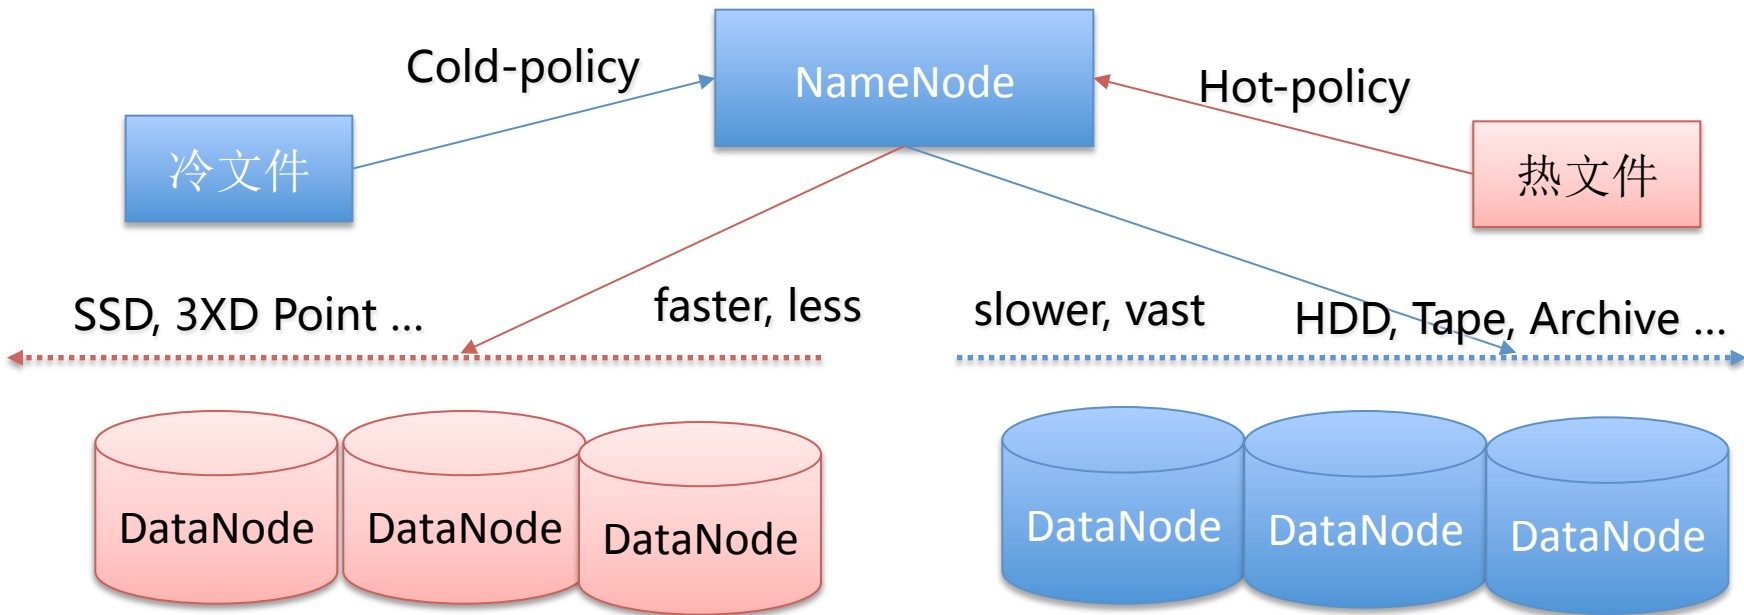 Cold-policy
NameNode
Hot-policy
冷文件
热文件
SSD, 3XD Point ...
faster, less
slower, vast
HDD, Tape, Archive ...
DataNode
DataNode
DataNode
DataNode
DataNode
DataNode